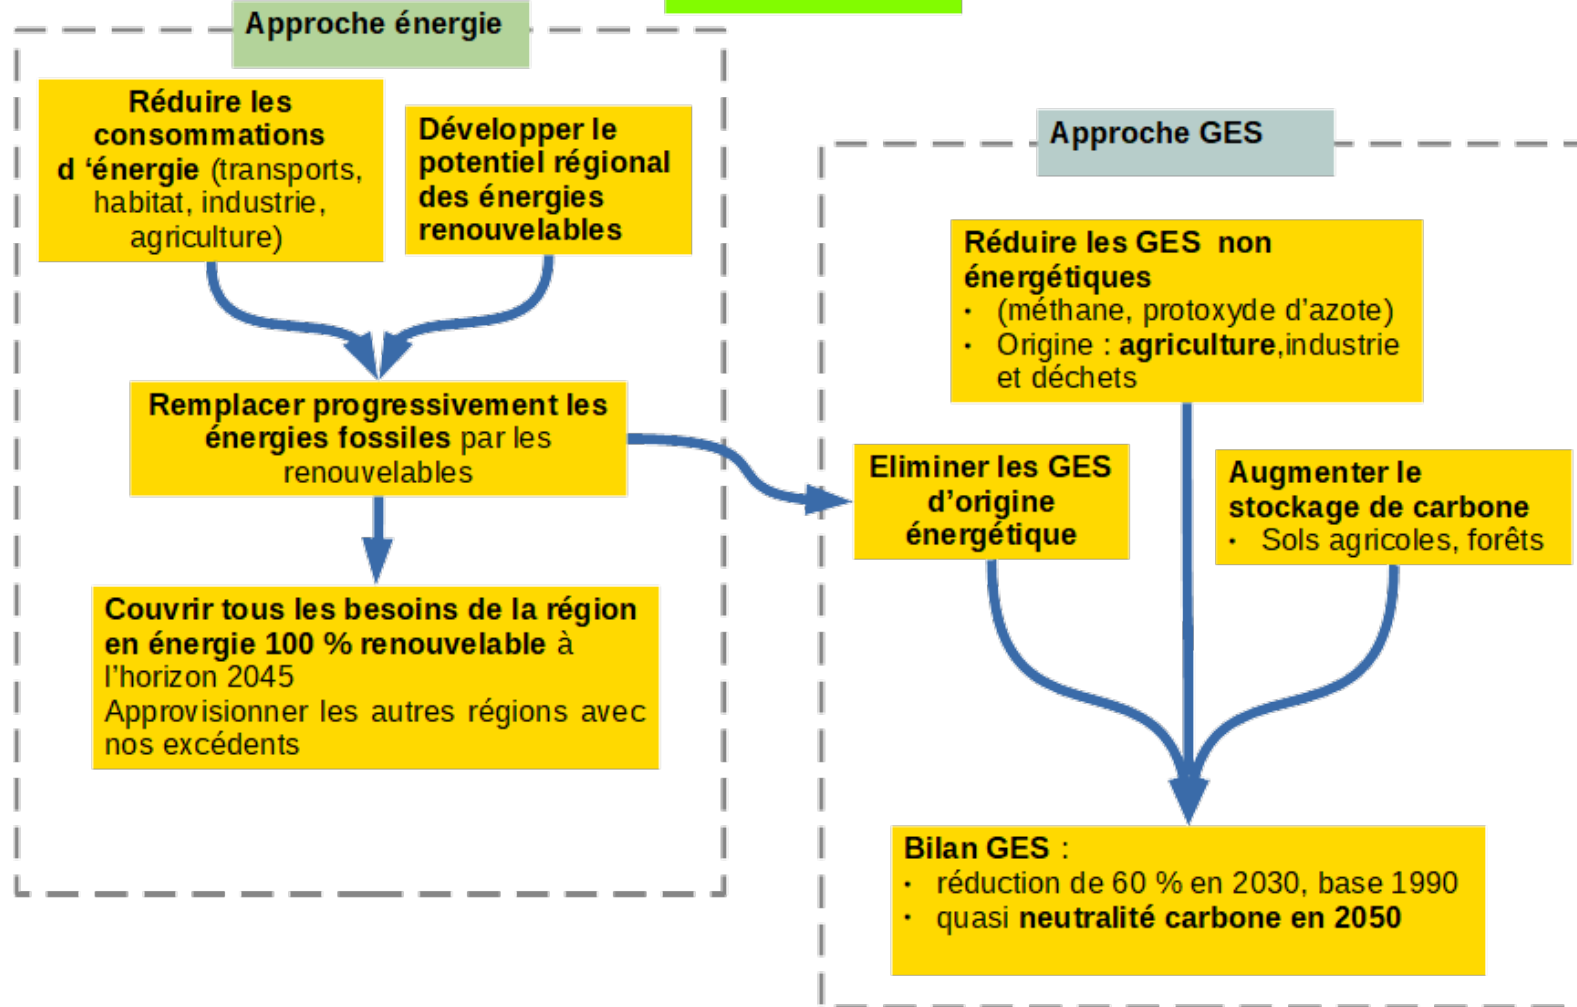 Approche énergie
Réduire les
consommations
d ‘énergie (transports,
habitat, industrie,
agriculture)
Développer le
potentiel régional
des énergies
renouvelables
Remplacer progressivement les
énergies fossiles par les
renouvelables
Couvrir tous les besoins de la région
en énergie 100 % renouvelable à
l’horizon 2045
Approvisionner les autres régions avec
nos excédents
Approche GES
Réduire les GES  non
énergétiques
• (méthane, protoxyde d’azote)
• Origine : agriculture,industrie
et déchets
Eliminer les GES
d’origine
énergétique
Augmenter le
stockage de carbone
• Sols agricoles, forêts
Bilan GES :
• réduction de 60 % en 2030, base 1990
• quasi neutralité carbone en 2050